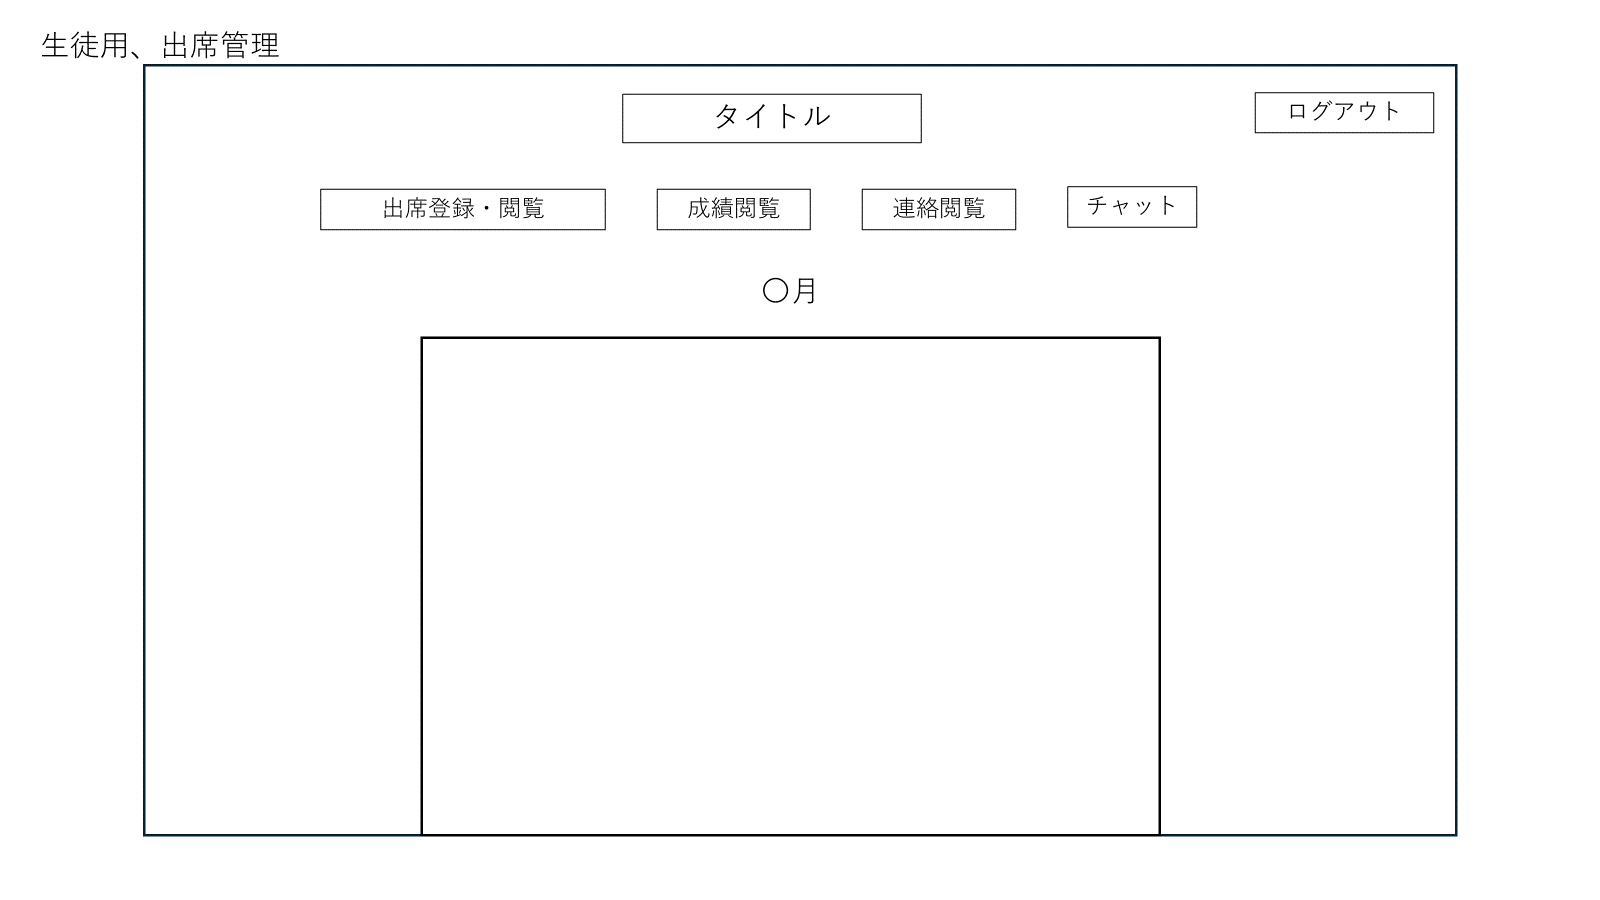 生徒用、出席管理
タイトル
ログアウト
出席登録・閲覧
成績閲覧
連絡閲覧
チャット
〇月